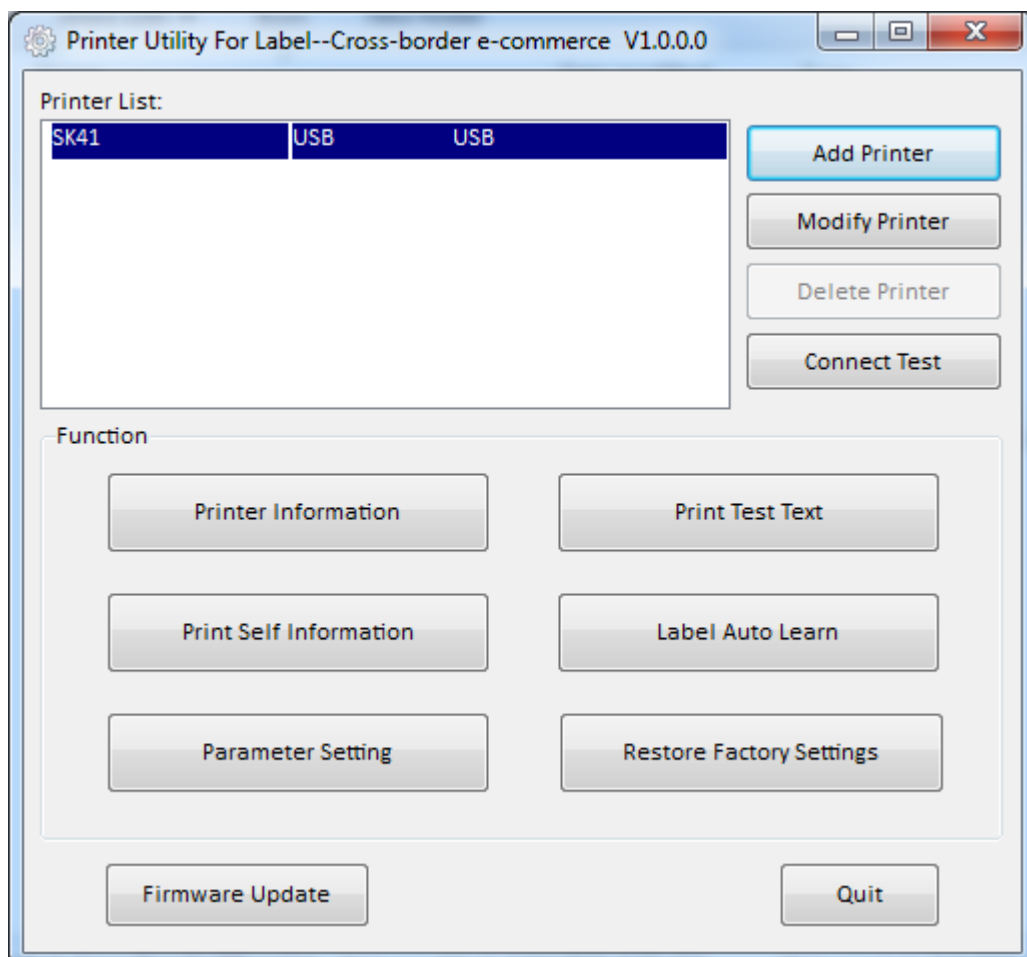 Printer Utility For Label--Cross-border e-commerce V1.0.0.0
Printer List:
SK41 USB USB
Add Printer
Modify Printer
Delete Printer
Connect Test
Function
Printer Information Print Test Text
Print Self Information Label Auto Learn
Parameter Setting Restore Factory Settings
Firmware Update Quit